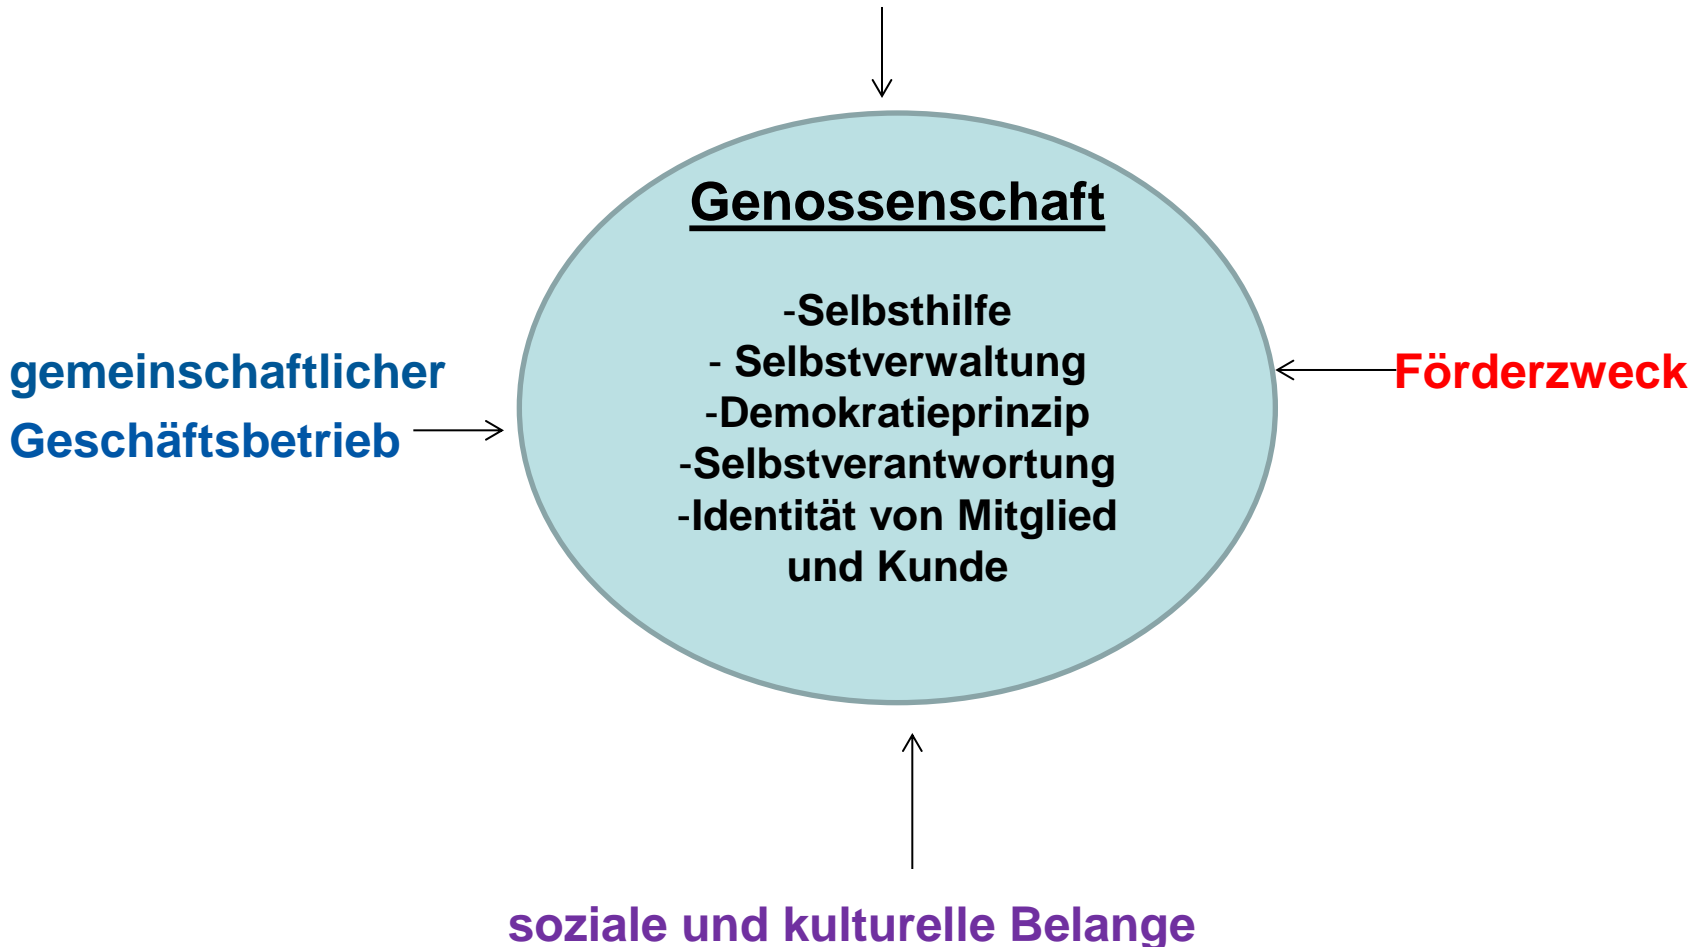 Genossenschaft
-Selbsthilfe
- Selbstverwaltung
-Demokratieprinzip
-Selbstverantwortung
-Identität von Mitglied
und Kunde
gemeinschaftlicher
Geschäftsbetrieb
Förderzweck
soziale und kulturelle Belange